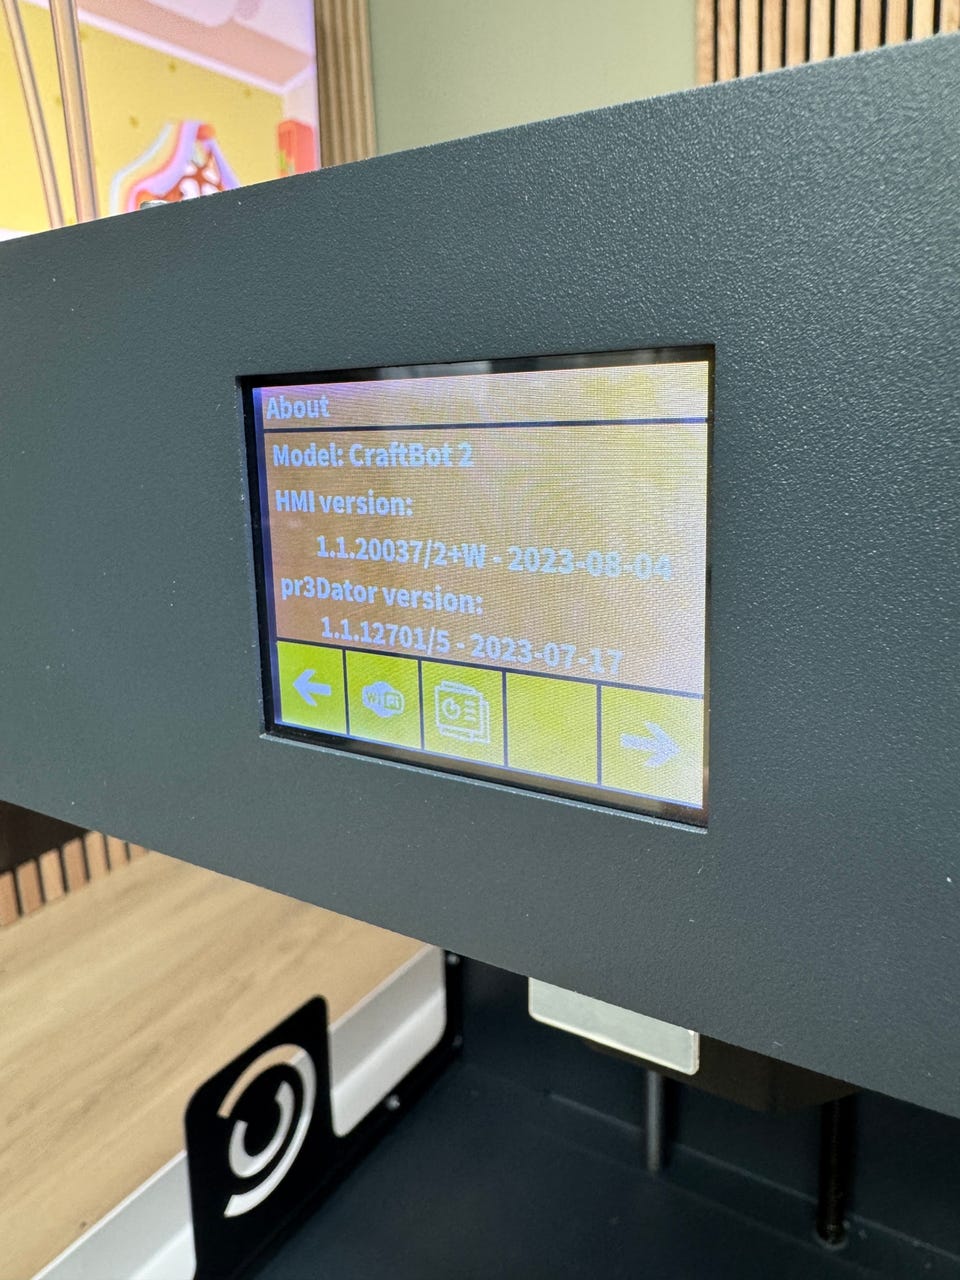 About
Model: CraftBot 2
HMI version:
1.1.20037/2+W - 2023-08-04
pr3Dator version:
1.1.12701/5 - 2023-07-17
WiFi